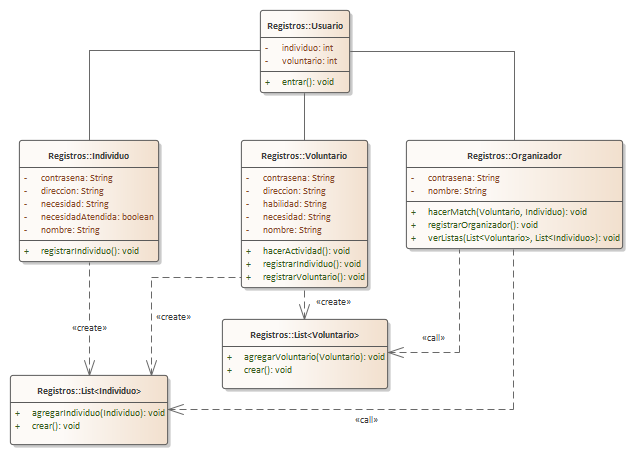 Registros::Usuario
- individuo: int
- voluntario: int
+ entrar(): void
Registros::Individuo
- contrasena: String
- direccion: String
- necesidad: String
- necesidadAtendida: boolean
- nombre: String
+ registrarIndividuo(): void
Registros::Voluntario
- contrasena: String
- direccion: String
- habilidad: String
- necesidad: String
- nombre: String
+ hacerActividad(): void
+ registrarIndividuo(): void
+ registrarVoluntario(): void
Registros::Organizador
- contrasena: String
- nombre: String
+ hacerMatch(Voluntario, Individuo): void
+ registrarOrganizador(): void
+ verListas(List<Voluntario>, List<Individuo>): void
«create»
«create»
«create»
Registros::List<Voluntario>
+ agregarVoluntario(Voluntario): void
+ crear(): void
«call»
Registros::List<Individuo>
+ agregarIndividuo(Individuo): void
+ crear(): void
«call»